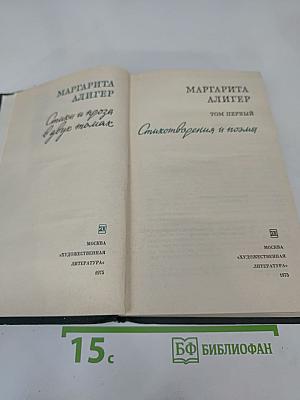 МАРГАРИТА
АЛИГЕР
Стихи и проза
в двух томах
МОСКВА
«ХУДОЖЕСТВЕННАЯ
ЛИТЕРАТУРА»
1975
МАРГАРИТА
АЛИГЕР
ТОМ ПЕРВЫЙ
Стихотворения и поэмы
МОСКВА
«ХУДОЖЕСТВЕННАЯ
ЛИТЕРАТУРА»
1975
15 с
БФ БИБЛИОФАН